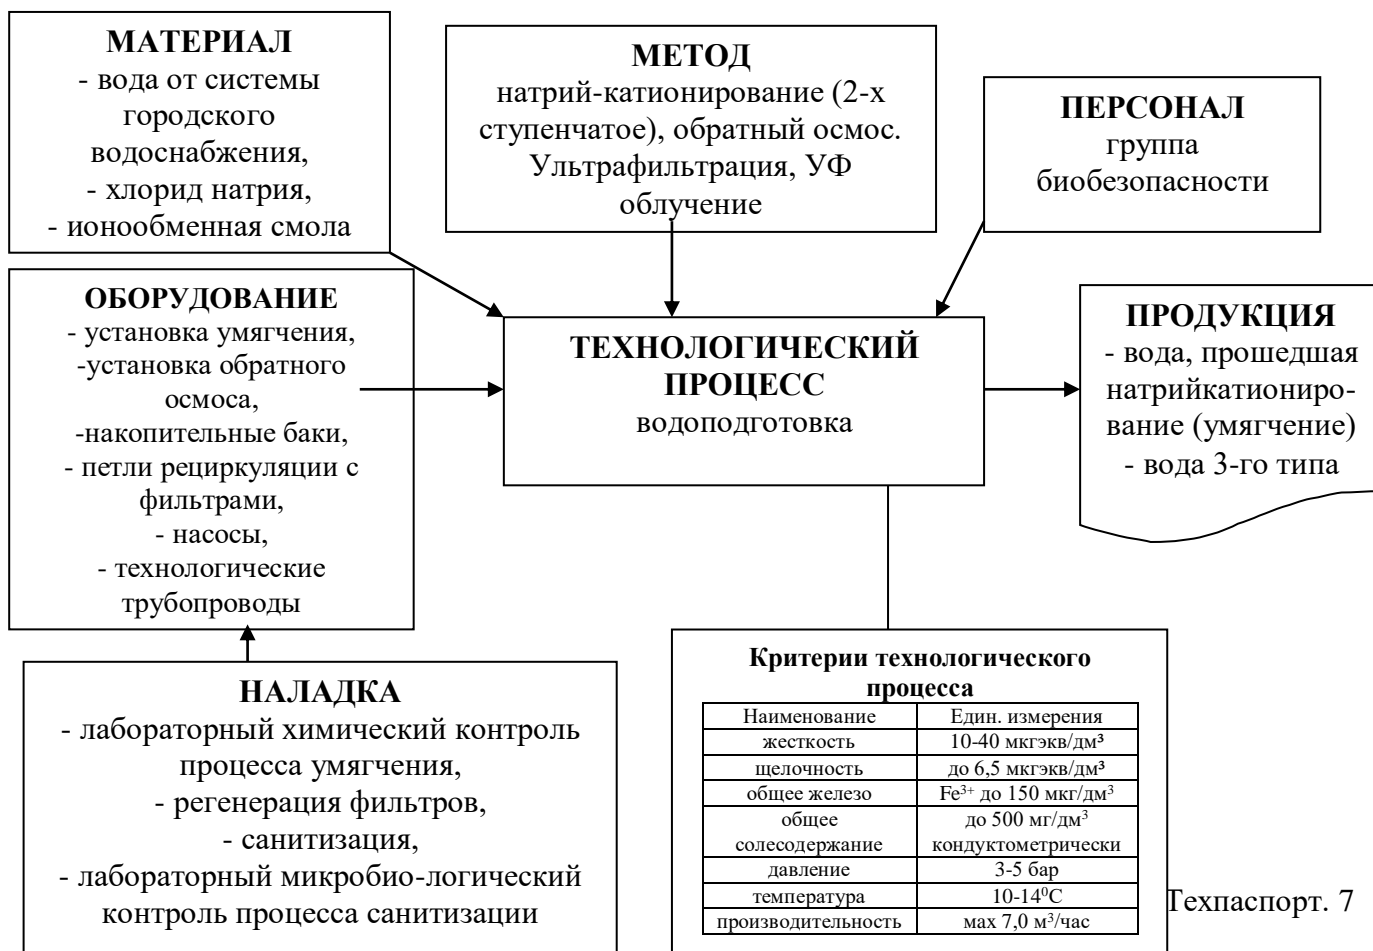 МАТЕРИАЛ
- вода от системы
городского
водоснабжения,
- хлорид натрия,
- ионообменная смола
МЕТОД
натрий-катионирование (2-х
ступенчатое), обратный осмос.
Ультрафильтрация, УФ
облучение
ПЕРСОНАЛ
группа
биобезопасности
ОБОРУДОВАНИЕ
- установка умягчения,
-установка обратного
осмоса,
-накопительные баки,
- петли рециркуляции с
фильтрами,
- насосы,
- технологические
трубопроводы
ТЕХНОЛОГИЧЕСКИЙ
ПРОЦЕСС
водоподготовка
ПРОДУКЦИЯ
- вода, прошедшая
натрийкатиониро-
вание (умягчение)
- вода 3-го типа
НАЛАДКА
- лабораторный химический контроль
процесса умягчения,
- регенерация фильтров,
- санитизация,
- лабораторный микробио-логический
контроль процесса санитизации
Критерии технологического
процесса
Наименование Един. измерения
жесткость 10-40 мкгэкв/дм³
щелочность до 6,5 мкгэкв/дм³
общее железо Fe³⁺ до 150 мкг/дм³
общее до 500 мг/дм³
солесодержание кондуктометрически
давление 3-5 бар
температура 10-14⁰С
производительность мах 7,0 м³/час
Техпаспорт. 7